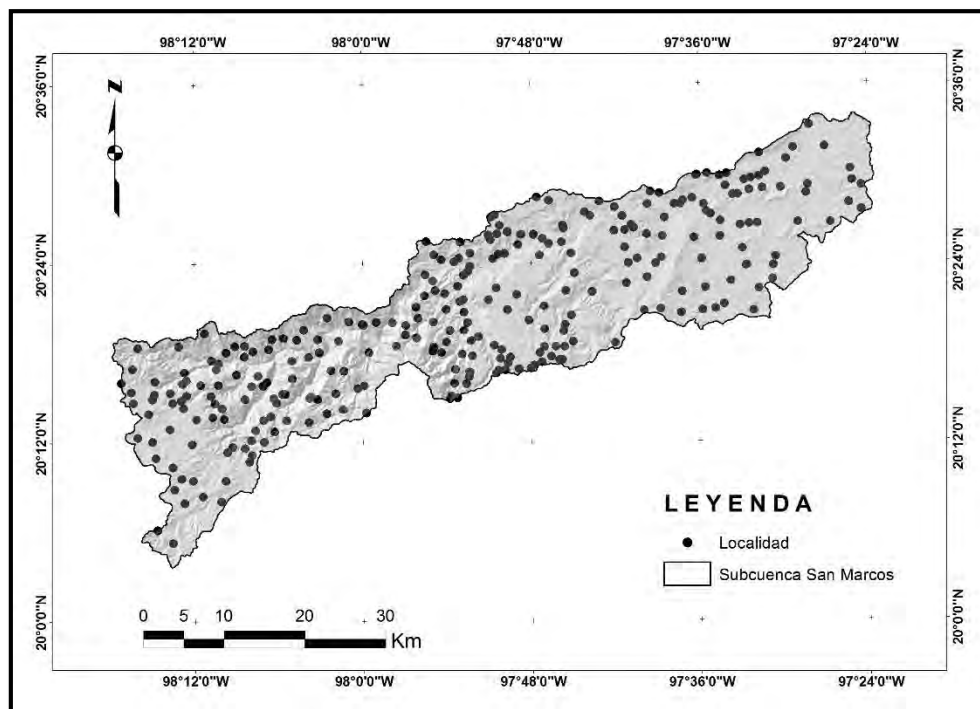 98°12'0"W 98°0'0"W 97°48'0"W 97°36'0"W 97°24'0"W
20°36'0"N
20°36'0"N
N
20°24'0"N
20°24'0"N
20°12'0"N
20°12'0"N
LEYENDA
Localidad
Subcuenca San Marcos
20°0'0"N
20°0'0"N
0 5 10 20 30
Km
98°12'0"W 98°0'0"W 97°48'0"W 97°36'0"W 97°24'0"W